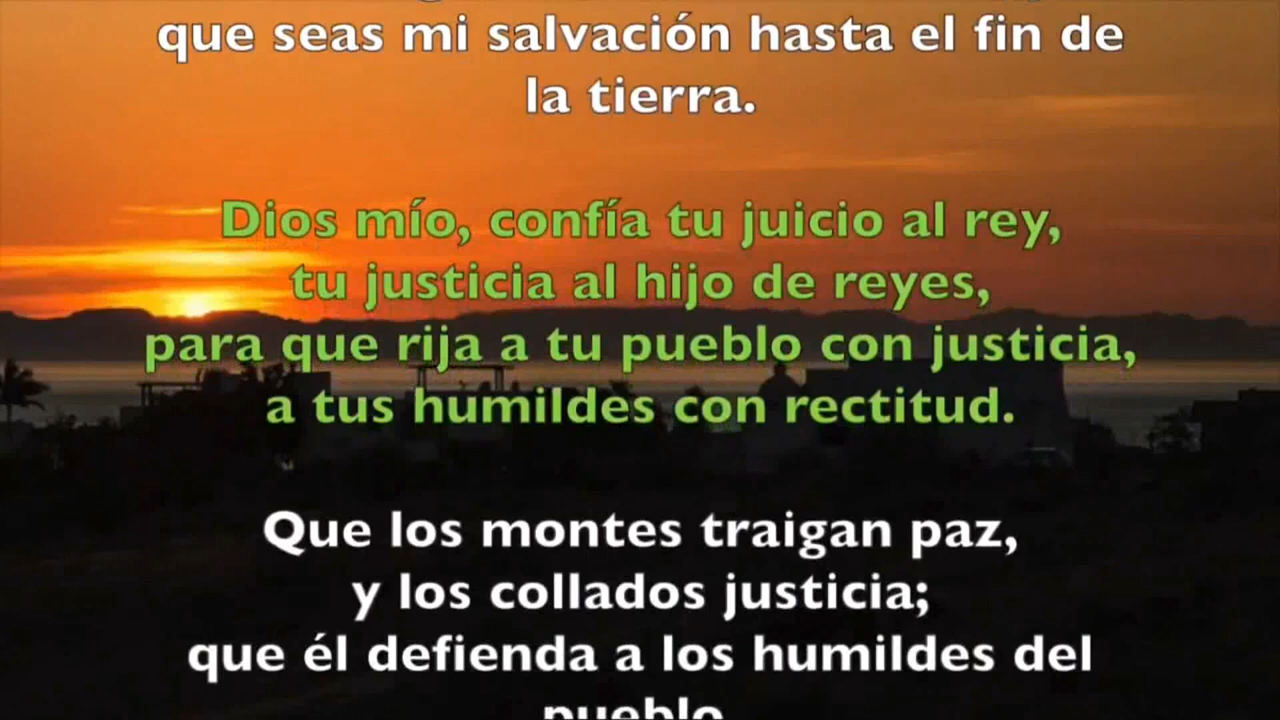 que seas mi salvación hasta el fin de
la tierra.
Dios mío, confía tu juicio al rey,
tu justicia al hijo de reyes,
para que rija a tu pueblo con justicia,
a tus humildes con rectitud.
Que los montes traigan paz,
y los collados justicia;
que él defienda a los humildes del
pueblo